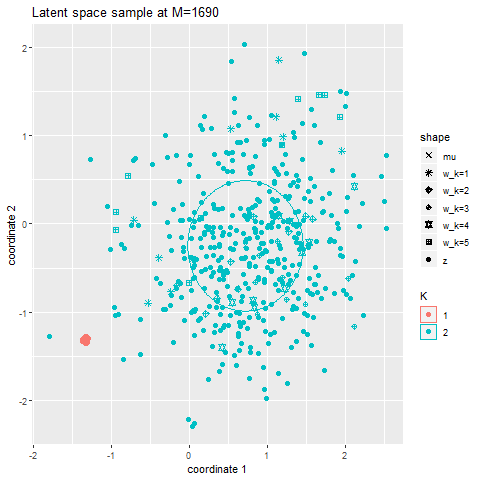 Latent space sample at M=1690
coordinate 2
2
1
0
-1
-2
-2
-1
0
1
2
coordinate 1
shape
mu
w_k=1
w_k=2
w_k=3
w_k=4
w_k=5
z
K
1
2